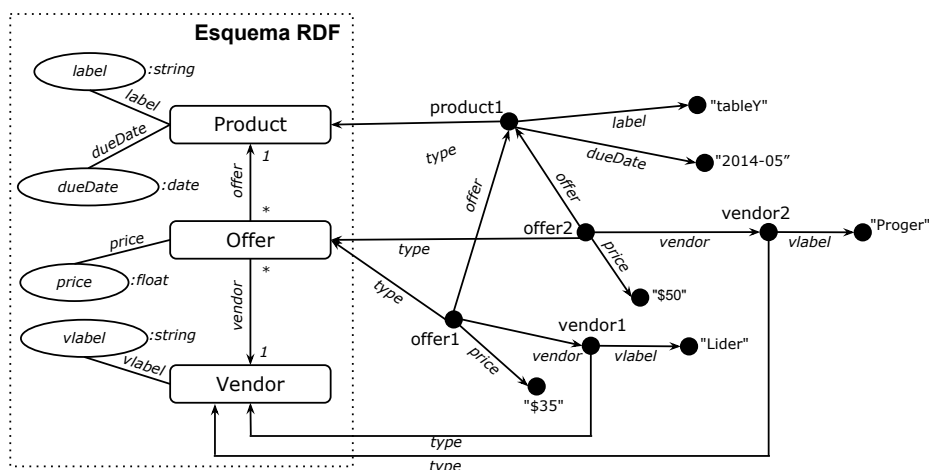 Esquema RDF
label
:string
label
dueDate
dueDate
:date
Product
1
offer
*
Offer
*
price
price
:float
vendor
1
vlabel
:string
vlabel
Vendor
product1
type
label
"tableY"
dueDate
"2014-05”
offer
offer
offer2
type
vendor
vendor2
vlabel
"Proger"
price
"$50"
type
offer1
vendor1
vendor
vlabel
"Lider"
price
"$35"
type
type